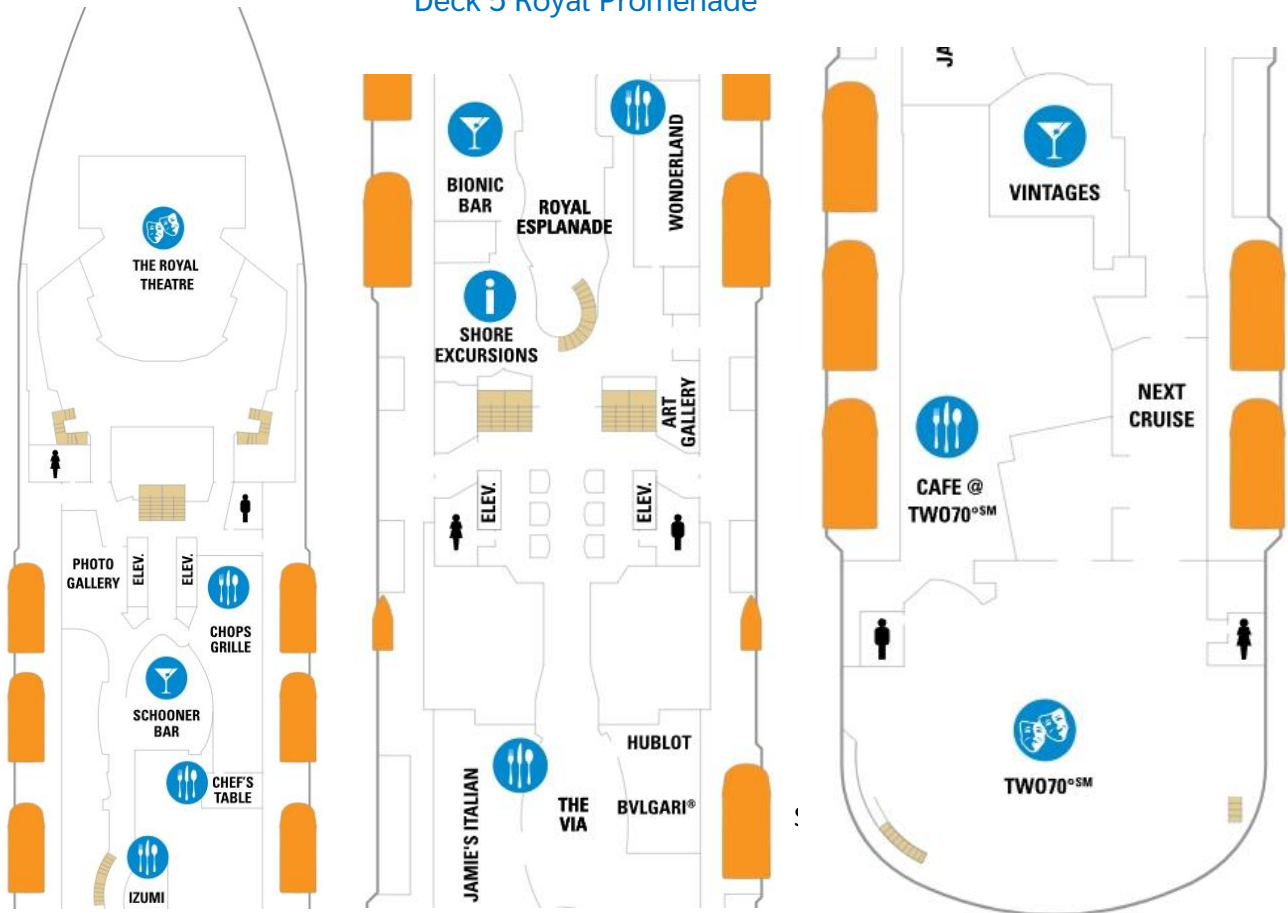 Deck 5 Royal Promenade
THE ROYAL
THEATRE
PHOTO
GALLERY
ELEV.
ELEV.
CHOPS
GRILLE
SCHOONER
BAR
CHEF'S
TABLE
IZUMI
BIONIC
BAR
ROYAL
ESPLANADE
WONDERLAND
i
SHORE
EXCURSIONS
ART
GALLERY
ELEV.
ELEV.
JAMIE'S ITALIAN
THE
VIA
HUBLOT
BVLGARI®
JA
VINTAGES
NEXT
CRUISE
CAFE @
TWO70°SM
TWO70°SM